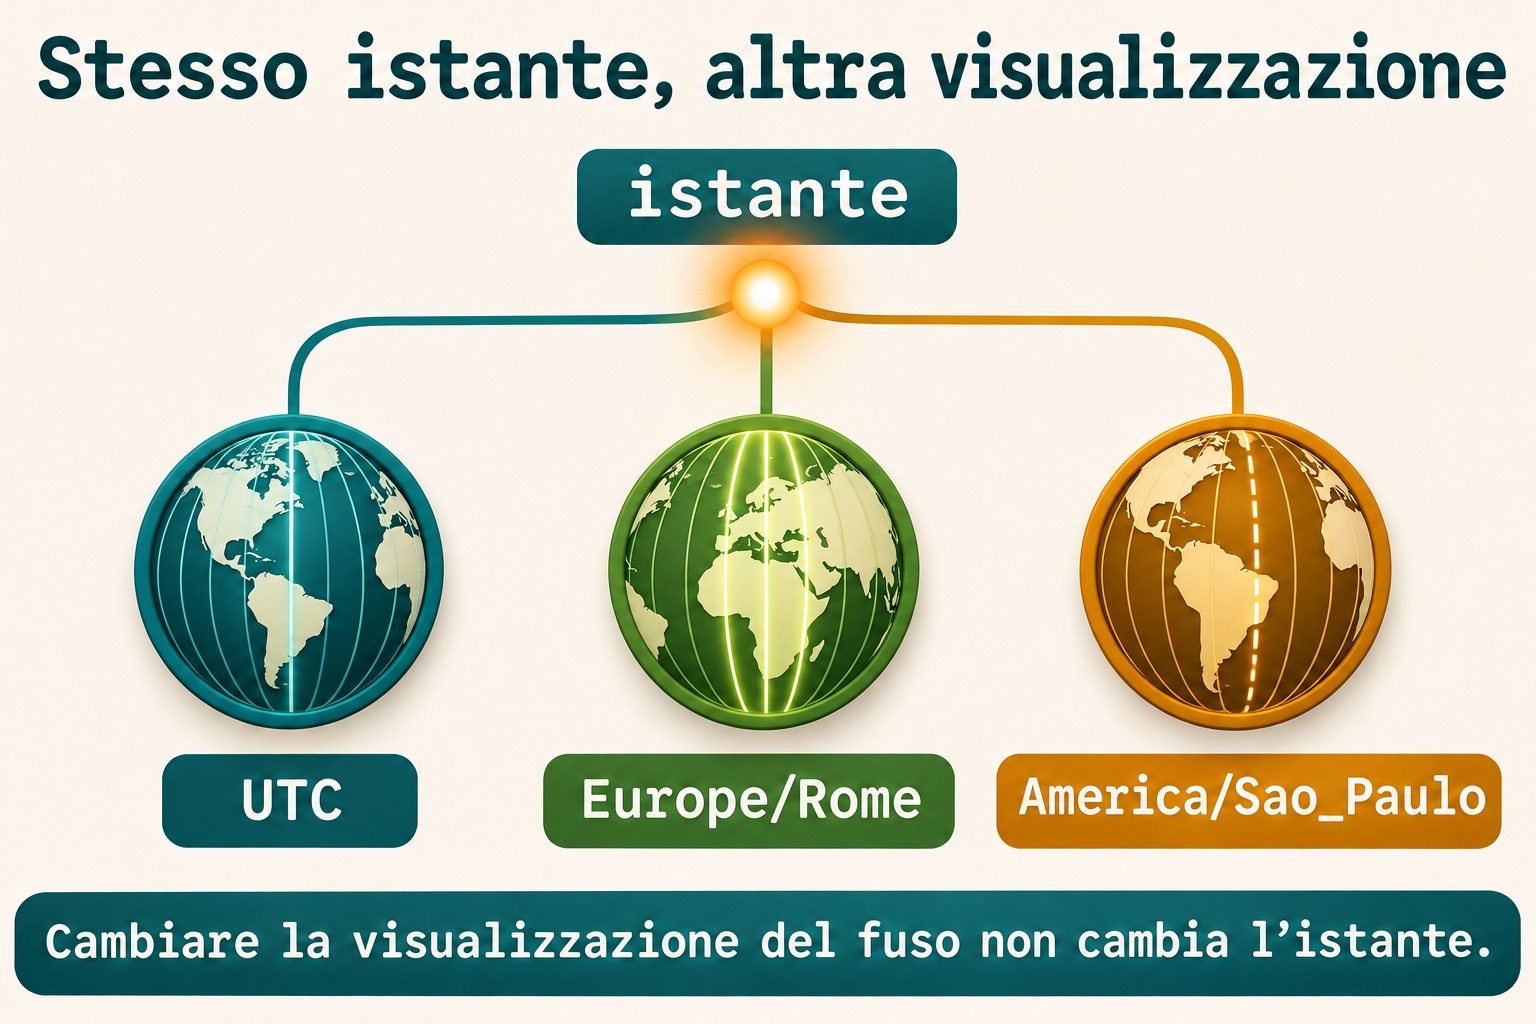 Stesso istante, altra visualizzazione
istante
UTC
Europe/Rome
America/Sao_Paulo
Cambiare la visualizzazione del fuso non cambia l’istante.